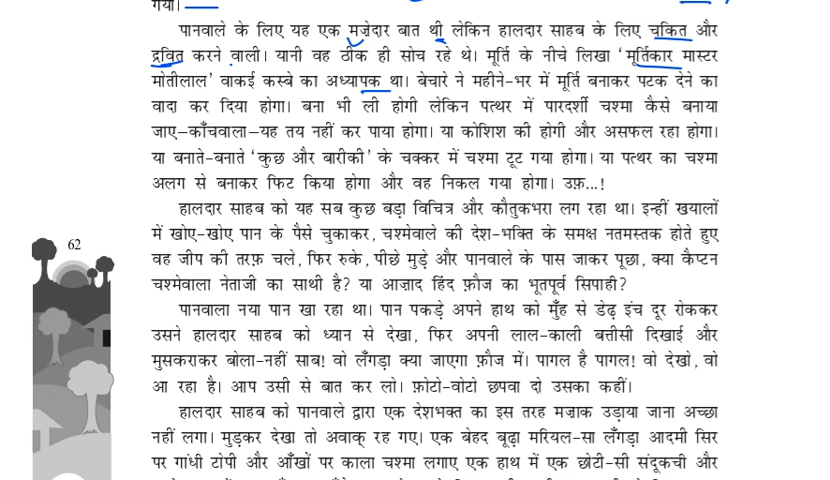 गया।
पानवाले के लिए यह एक मज़ेदार बात थी लेकिन हालदार साहब के लिए चकित और
द्रवित करने वाली। यानी वह ठीक ही सोच रहे थे। मूर्ति के नीचे लिखा ‘मूर्तिकार मास्टर
मोतीलाल’ वाकई कस्बे का अध्यापक था। बेचारे ने महीने-भर में मूर्ति बनाकर पटक देने का
वादा कर दिया होगा। बना भी ली होगी लेकिन पत्थर में पारदर्शी चश्मा कैसे बनाया
जाए—काँचवाला—यह तय नहीं कर पाया होगा। या कोशिश की होगी और असफल रहा होगा।
या बनाते-बनाते ‘कुछ और बारीकी’ के चक्कर में चश्मा टूट गया होगा। या पत्थर का चश्मा
अलग से बनाकर फिट किया होगा और वह निकल गया होगा। उफ़...!
हालदार साहब को यह सब कुछ बड़ा विचित्र और कौतुकभरा लग रहा था। इन्हीं खयालों
में खोए-खोए पान के पैसे चुकाकर, चश्मेवाले की देश-भक्ति के समक्ष नतमस्तक होते हुए
वह जीप की तरफ़ चले, फिर रुके, पीछे मुड़े और पानवाले के पास जाकर पूछा, क्या कैप्टन
चश्मेवाला नेताजी का साथी है? या आज़ाद हिंद फ़ौज का भूतपूर्व सिपाही?
पानवाला नया पान खा रहा था। पान पकड़े अपने हाथ को मुँह से डेढ़ इंच दूर रोककर
उसने हालदार साहब को ध्यान से देखा, फिर अपनी लाल-काली बत्तीसी दिखाई और
मुसकराकर बोला-नहीं साब! वो लँगड़ा क्या जाएगा फ़ौज में। पागल है पागल! वो देखो, वो
आ रहा है। आप उसी से बात कर लो। फ़ोटो-वोटो छपवा दो उसका कहीं।
हालदार साहब को पानवाले द्वारा एक देशभक्त का इस तरह मज़ाक उड़ाया जाना अच्छा
नहीं लगा। मुड़कर देखा तो अवाक् रह गए। एक बेहद बूढ़ा मरियल-सा लँगड़ा आदमी सिर
पर गांधी टोपी और आँखों पर काला चश्मा लगाए एक हाथ में एक छोटी-सी संदूकची और
62